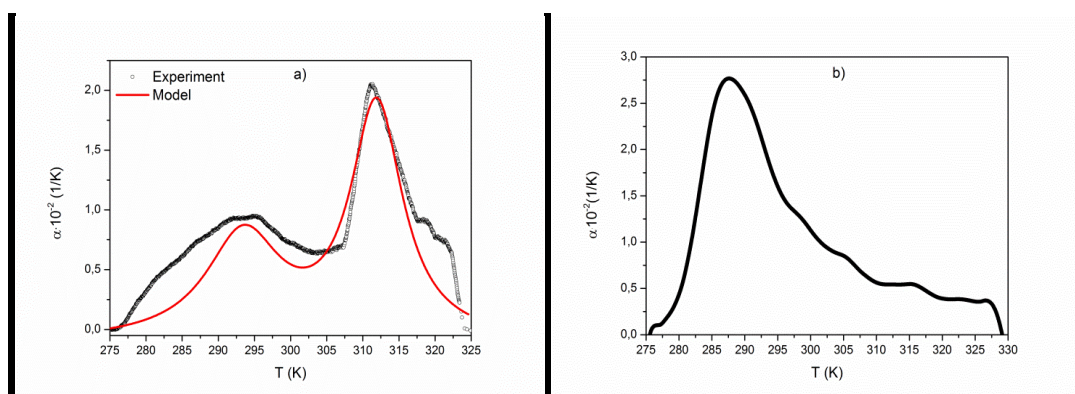 a)
Experiment
Model
2,0
1,5
1,0
0,5
0,0
α·10⁻² (1/K)
275 280 285 290 295 300 305 310 315 320 325
T (K)
b)
3,0
2,5
2,0
1,5
1,0
0,5
0,0
α·10⁻²(1/K)
275 280 285 290 295 300 305 310 315 320 325 330
T (K)